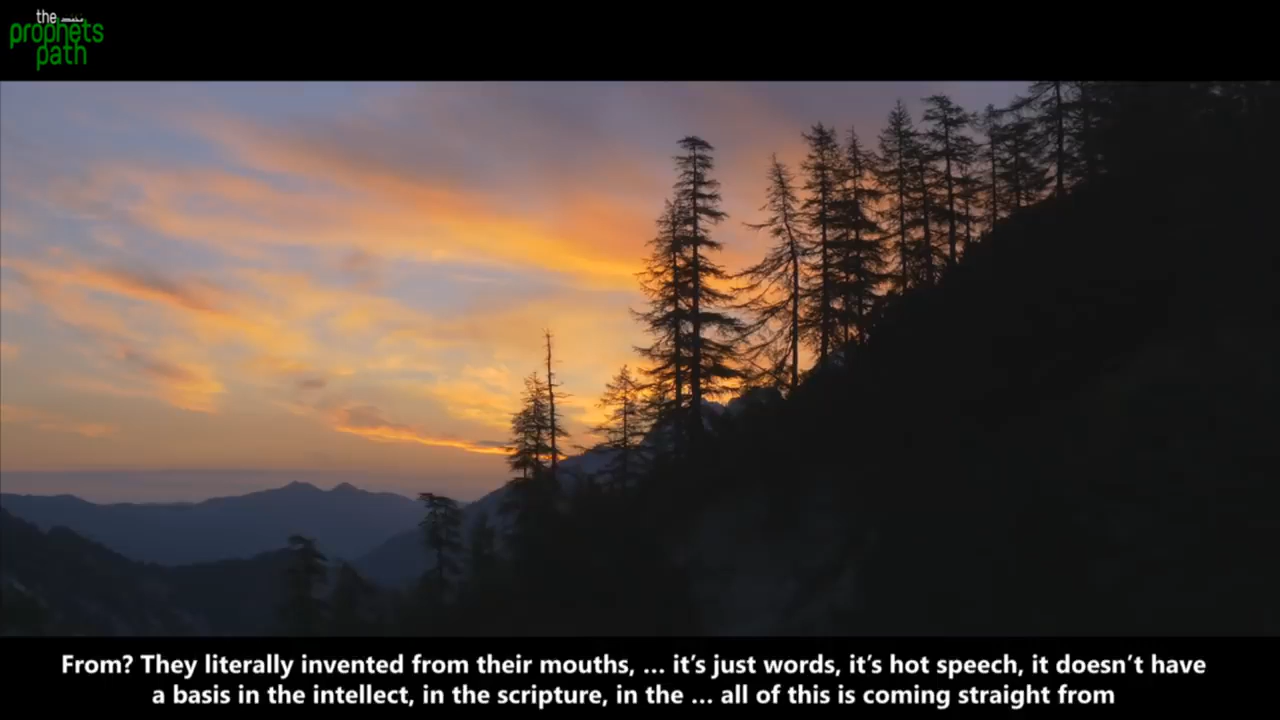 the
prophets
path
From? They literally invented from their mouths, ... it’s just words, it’s hot speech, it doesn’t have
a basis in the intellect, in the scripture, in the ... all of this is coming straight from